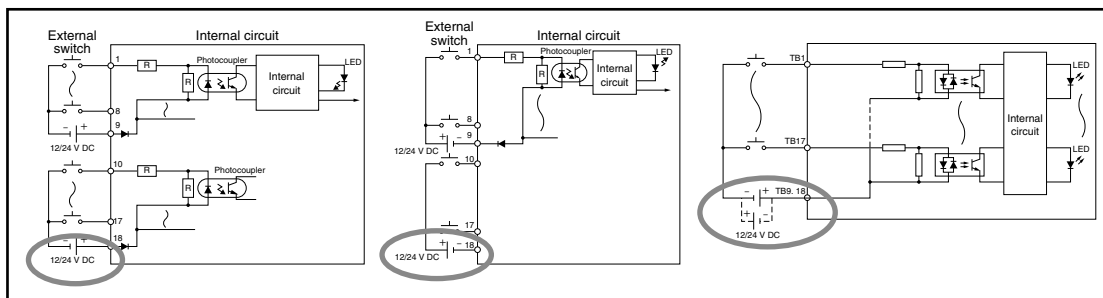 External
switch
Internal circuit
1
R
Photocoupler
R
Internal
circuit
LED
8
9
- +
12/24 V DC
10
R
Photocoupler
R
17
18
- +
12/24 V DC
External
switch
Internal circuit
1
R
Photocoupler
R
Internal
circuit
LED
8
9
+ -
12/24 V DC
10
17
18
+ -
12/24 V DC
TB1
LED
Internal
circuit
TB17
LED
- +
TB9. 18
+ -
12/24 V DC